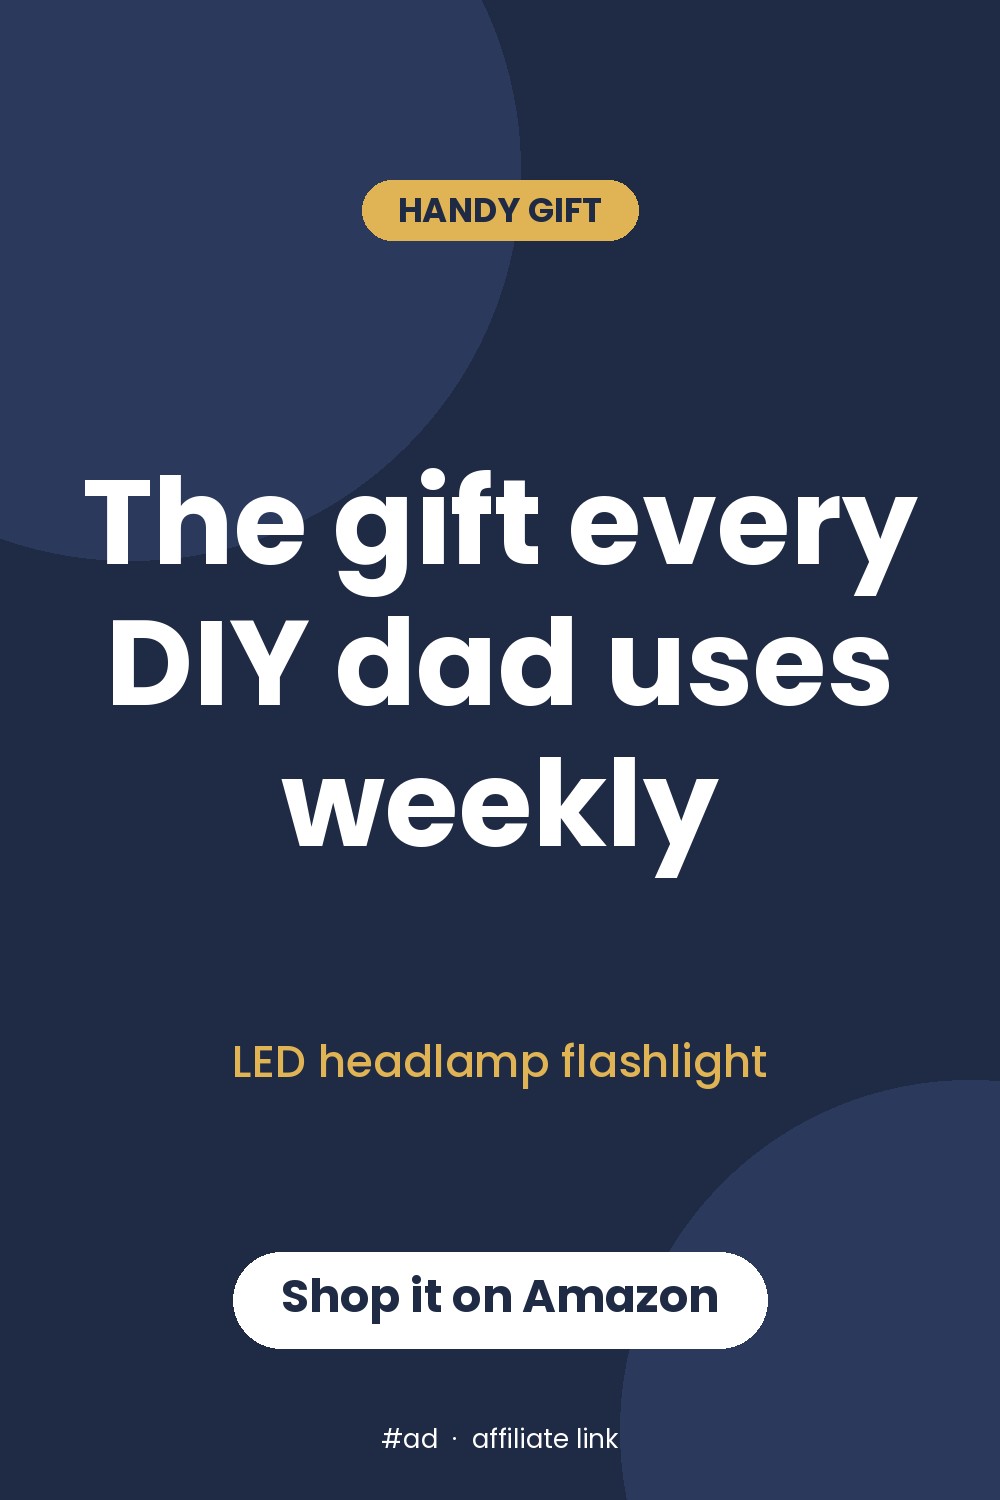 HANDY GIFT
The gift every
DIY dad uses
weekly
LED headlamp flashlight
Shop it on Amazon
#ad · affiliate link